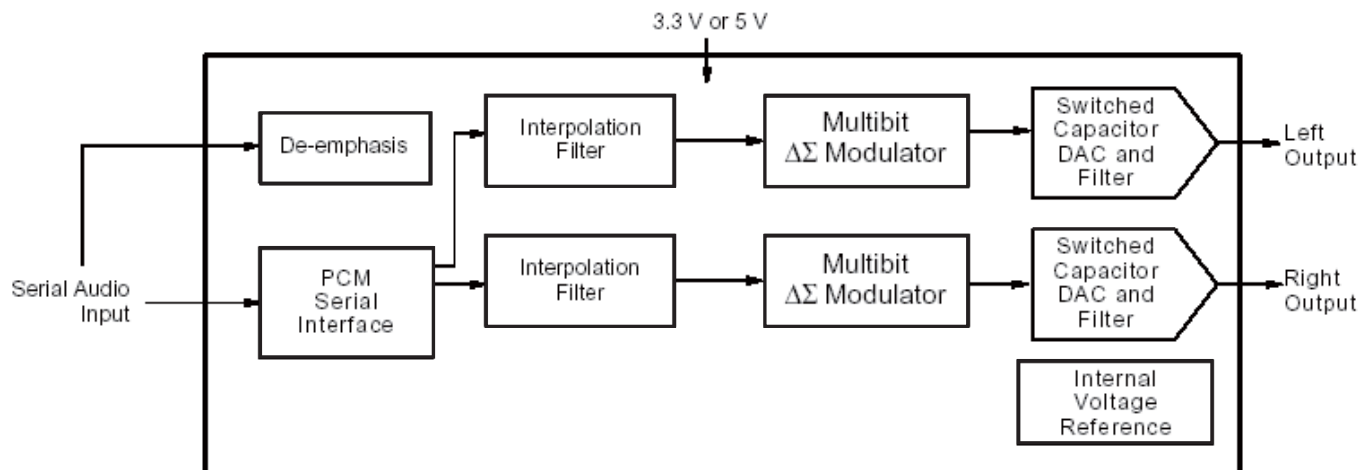 3.3 V or 5 V
De-emphasis
Interpolation
Filter
Multibit
ΔΣ Modulator
Switched
Capacitor
DAC and
Filter
Left
Output
Serial Audio
Input
PCM
Serial
Interface
Interpolation
Filter
Multibit
ΔΣ Modulator
Switched
Capacitor
DAC and
Filter
Right
Output
Internal
Voltage
Reference